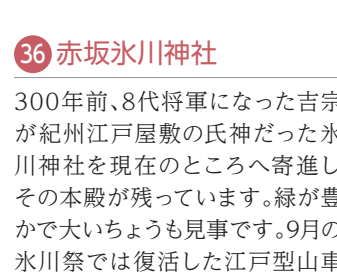 36 赤坂氷川神社
300年前、8代将軍になった吉宗
が紀州江戸屋敷の氏神だった氷
川神社を現在のところへ寄進し
その本殿が残っています。緑が豊
かで大いちょうも見事です。9月の
氷川祭では復活した江戸型山車